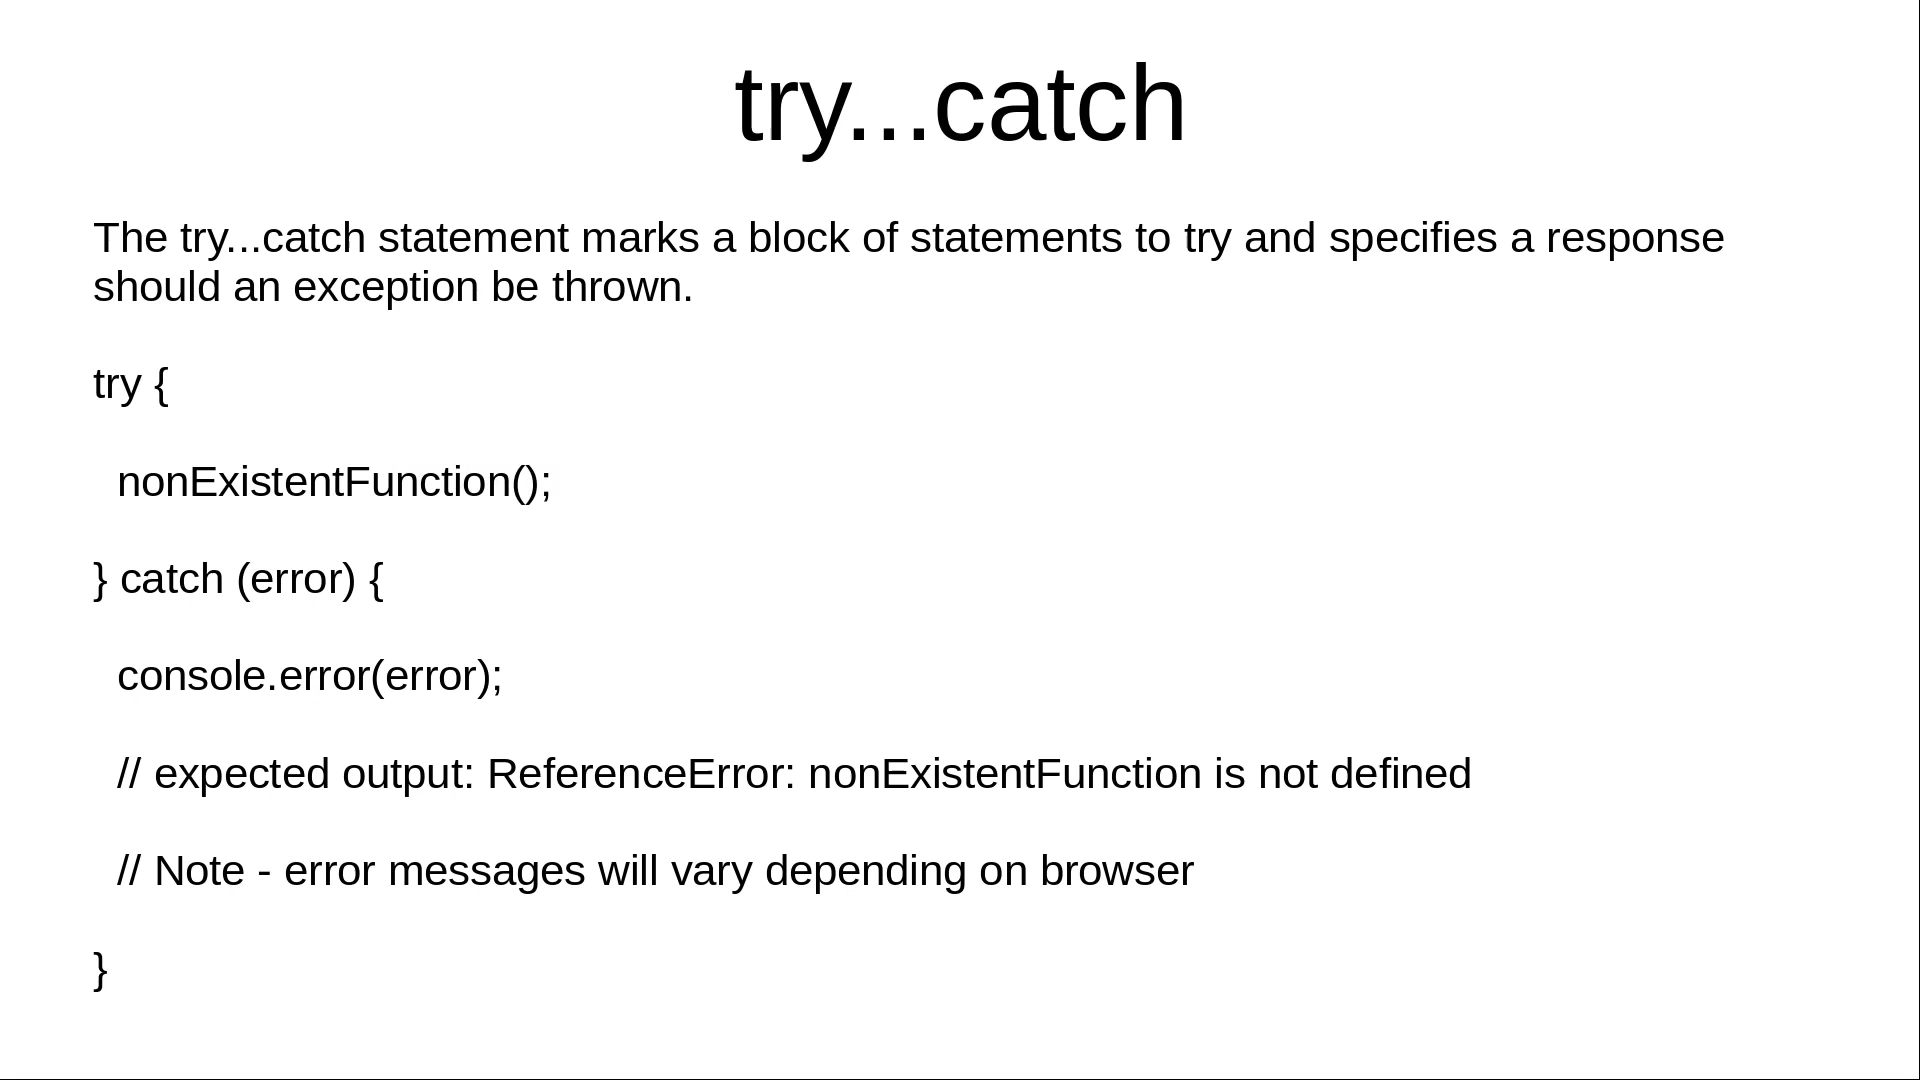 try...catch
The try...catch statement marks a block of statements to try and specifies a response
should an exception be thrown.
try {
nonExistentFunction();
} catch (error) {
console.error(error);
// expected output: ReferenceError: nonExistentFunction is not defined
// Note - error messages will vary depending on browser
}